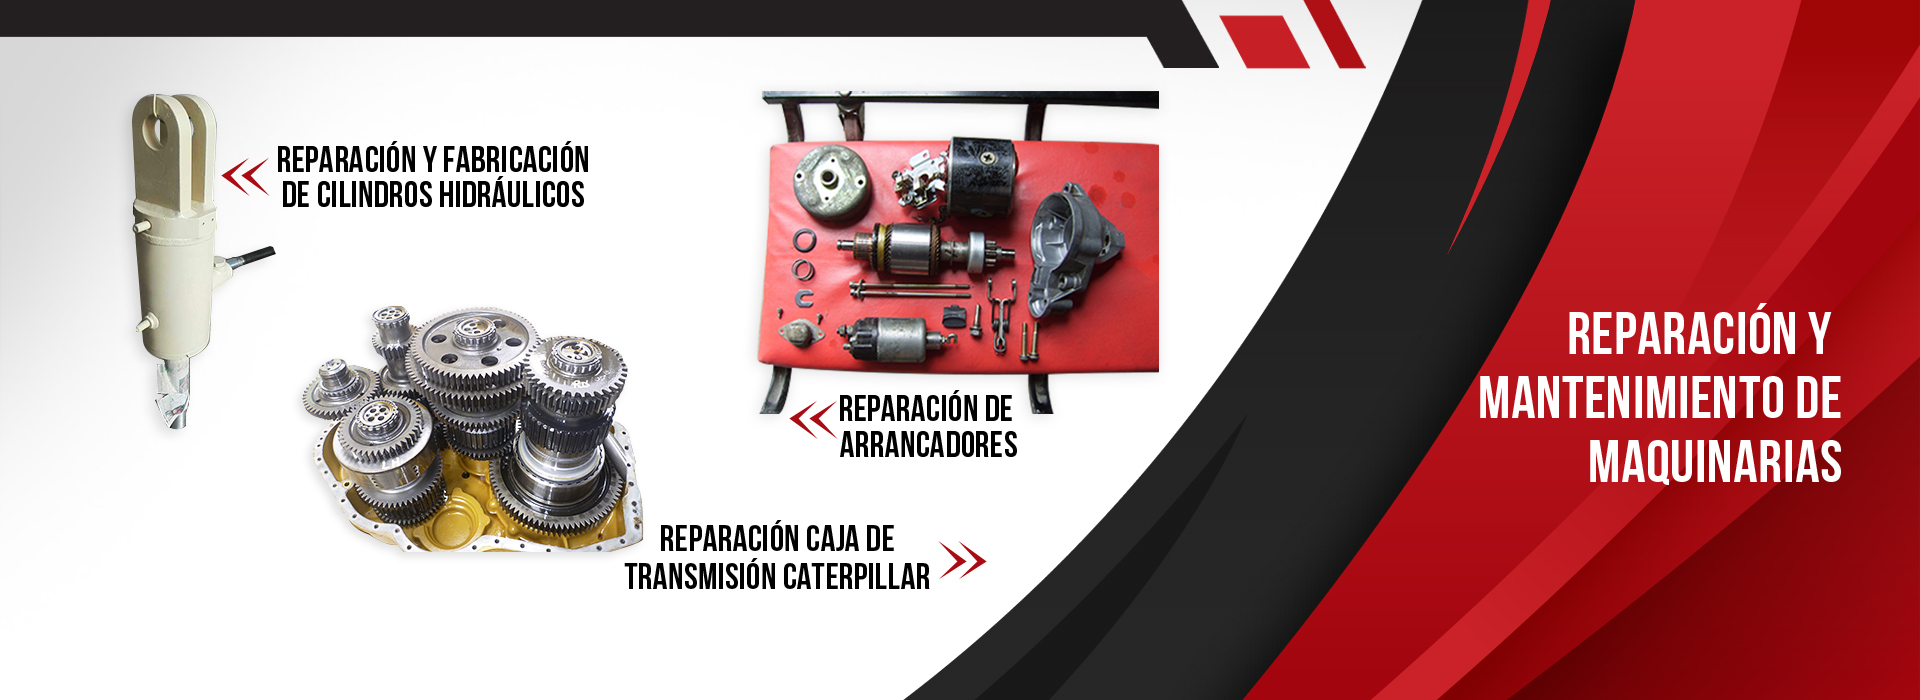 REPARACIÓN Y FABRICACIÓN
DE CILINDROS HIDRÁULICOS
REPARACIÓN DE
ARRANCADORES
REPARACIÓN CAJA DE
TRANSMISIÓN CATERPILLAR
REPARACIÓN Y
MANTENIMIENTO DE
MAQUINARIAS